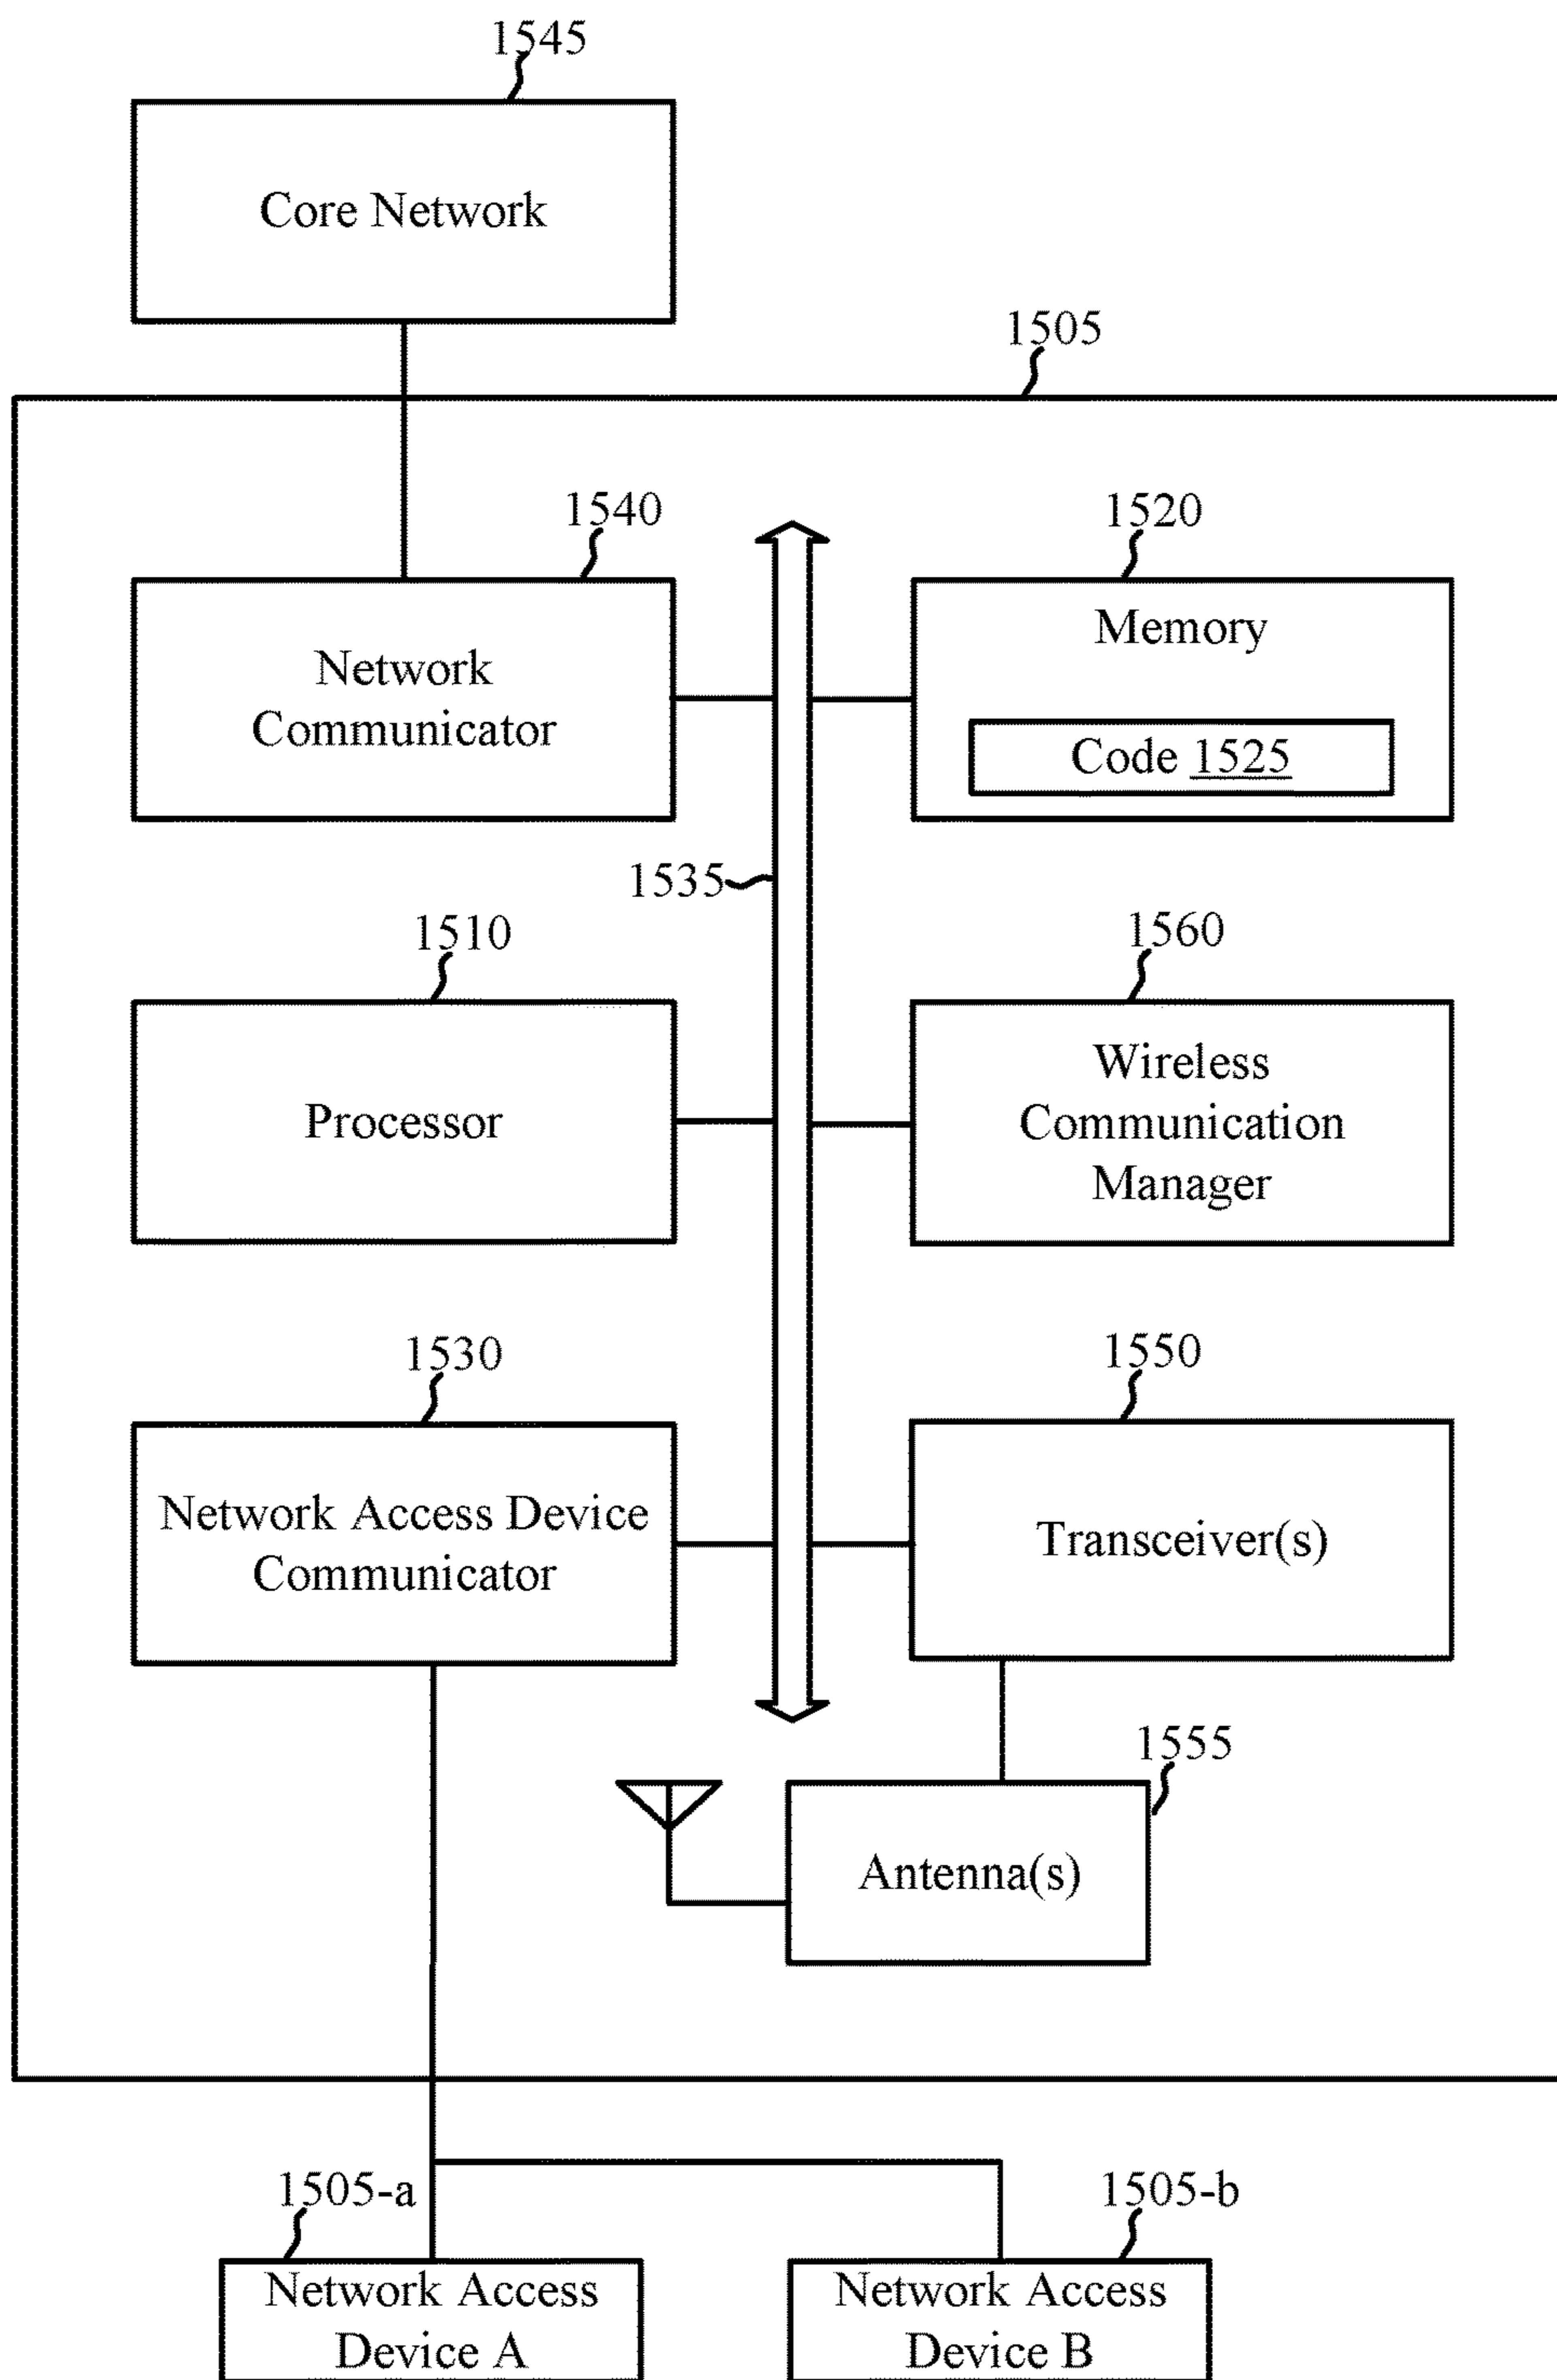 1545
Core Network
1505
1540
1520
Network
Communicator
Memory
Code 1525
1535
1510
1560
Processor
Wireless
Communication
Manager
1530
1550
Network Access Device
Communicator
Transceiver(s)
1555
Antenna(s)
1505-a
1505-b
Network Access
Device A
Network Access
Device B